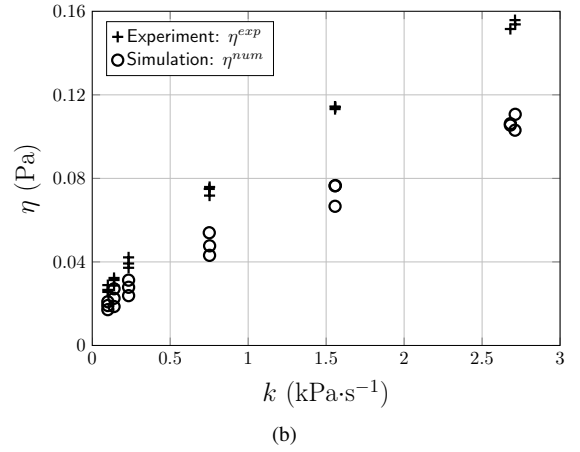 0.16
+ Experiment: η^exp
○ Simulation: η^num
0.12
η (Pa)
0.08
0.04
0
0 0.5 1 1.5 2 2.5 3
k (kPa·s⁻¹)
(b)